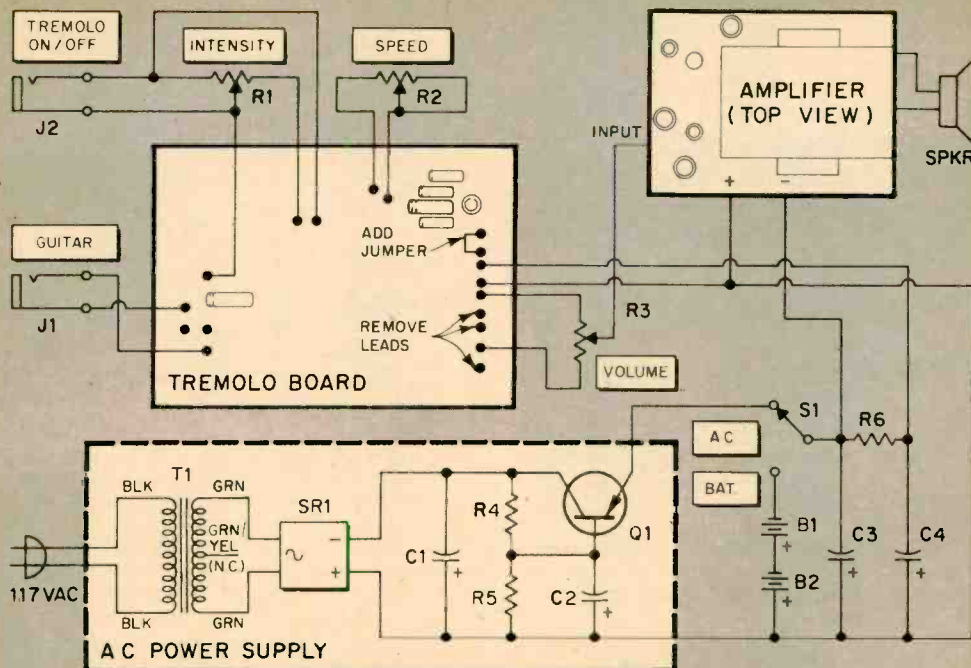 TREMOLO
ON/OFF
INTENSITY
SPEED
R1
R2
J2
AMPLIFIER
(TOP VIEW)
INPUT
SPKR
+
−
GUITAR
J1
ADD
JUMPER
REMOVE
LEADS
TREMOLO BOARD
R3
VOLUME
S1
R6
AC
BAT.
T1
BLK
GRN
GRN/
YEL
(N.C.)
BLK
GRN
117 VAC
SR1
∼
−
+
C1
+
R4
R5
Q1
C2
+
B1
B2
+
+
C3
+
C4
+
AC POWER SUPPLY